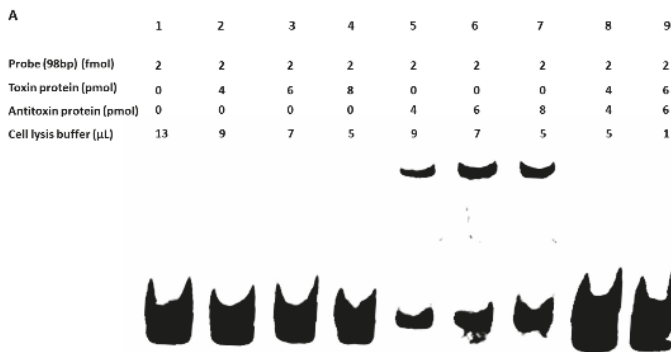 A
1 2 3 4 5 6 7 8 9
Probe (98bp) (fmol) 2 2 2 2 2 2 2 2 2
Toxin protein (pmol) 0 4 6 8 0 0 0 4 6
Antitoxin protein (pmol) 0 0 0 0 4 6 8 4 6
Cell lysis buffer (µL) 13 9 7 5 9 7 5 5 1